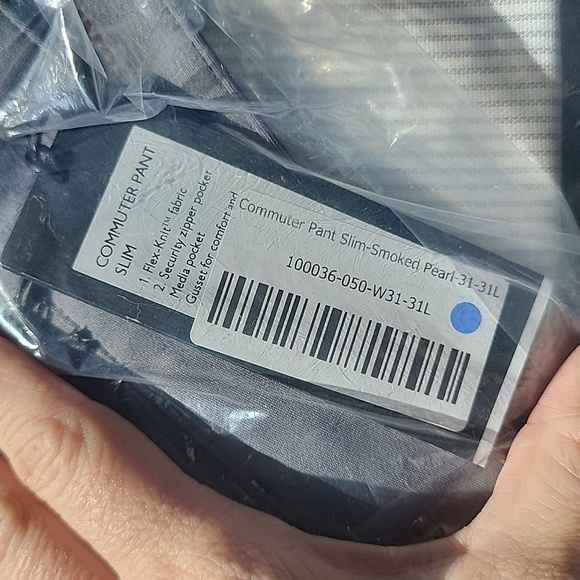 COMMUTER PANT
SLIM
1. Flex-Knit™ fabric
2. Security zipper pocket
Media pocket
Gusset for comfort and
Commuter Pant Slim-Smoked Pearl-31-31L
100036-050-W31-31L